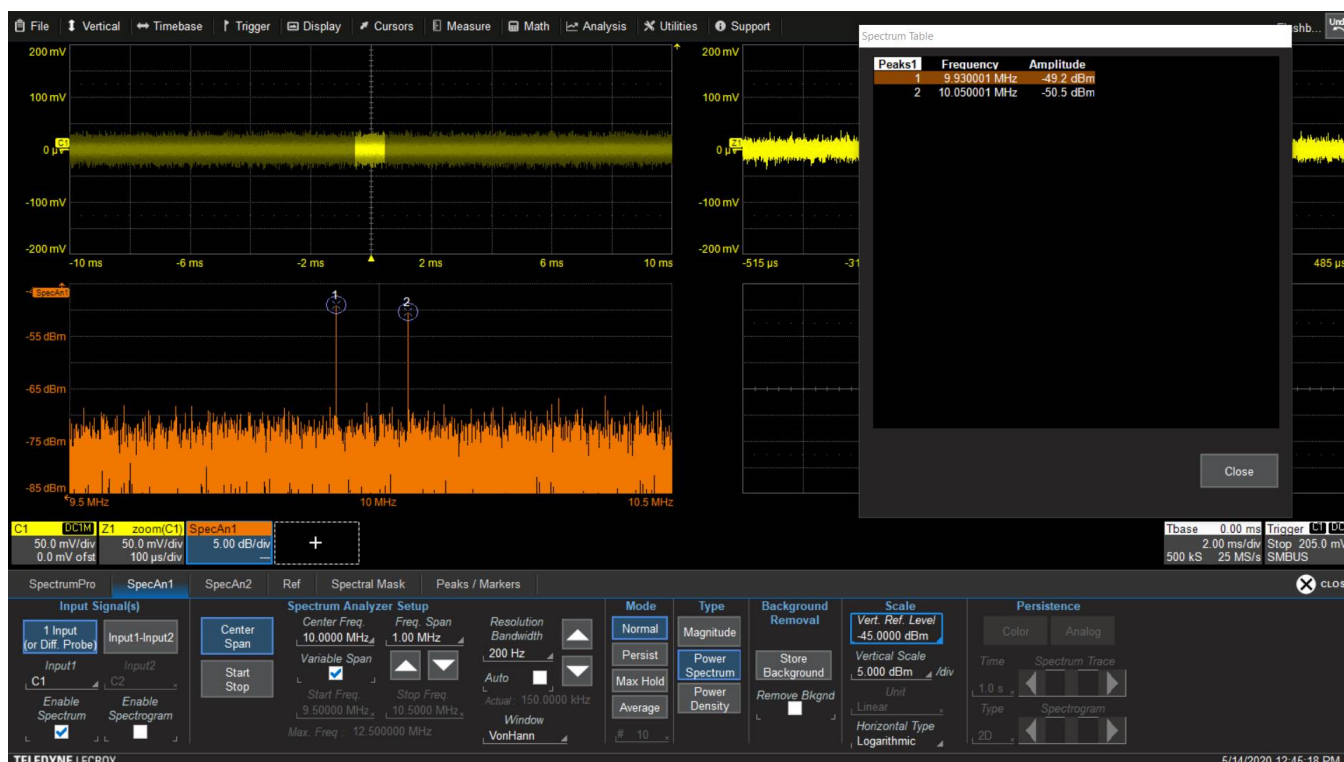 File Vertical Timebase Trigger Display Cursors Measure Math Analysis Utilities Support
Spectrum Table
Peaks1 Frequency Amplitude
1 9.930001 MHz -49.2 dBm
2 10.050001 MHz -50.5 dBm
Close
200 mV
100 mV
0 µV
C1
-100 mV
-200 mV
-10 ms -6 ms -2 ms 2 ms 6 ms 10 ms
200 mV
100 mV
0 µV
Z1
-100 mV
-200 mV
-515 µs 485 µs
SpecAn1
1
2
-55 dBm
-65 dBm
-75 dBm
-85 dBm
9.5 MHz 10 MHz 10.5 MHz
C1 DC1M Z1 zoom(C1) SpecAn1
50.0 mV/div 50.0 mV/div 5.00 dB/div
0.0 mV ofst 100 µs/div ---
+
Tbase 0.00 ms Trigger C1 DC
2.00 ms/div Stop 205.0 mV
500 kS 25 MS/s SMBUS
SpectrumPro SpecAn1 SpecAn2 Ref Spectral Mask Peaks / Markers
Input Signal(s)
1 Input
(or Diff. Probe)
Input1-Input2
Input1 Input2
C1 C2
Enable
Spectrum
Enable
Spectrogram
Spectrum Analyzer Setup
Center
Span
Start
Stop
Center Freq. Freq. Span
10.0000 MHz 1.00 MHz
Variable Span
Start Freq. Stop Freq.
9.50000 MHz 10.5000 MHz
Max. Freq : 12.500000 MHz
Resolution
Bandwidth
200 Hz
Auto
Actual : 150.0000 kHz
Window
VonHann
Mode
Normal
Persist
Max Hold
Average
# 10
Type
Magnitude
Power
Spectrum
Power
Density
Background
Removal
Store
Background
Remove Bkgnd
Scale
Vert. Ref. Level
-45.0000 dBm
Vertical Scale
5.000 dBm /div
Unit
Linear
Horizontal Type
Logarithmic
Persistence
Color Analog
Time Spectrum Trace
1.0 s
Type Spectrogram
2D
TELEDYNE LECROY
5/14/2020 12:45:18 PM